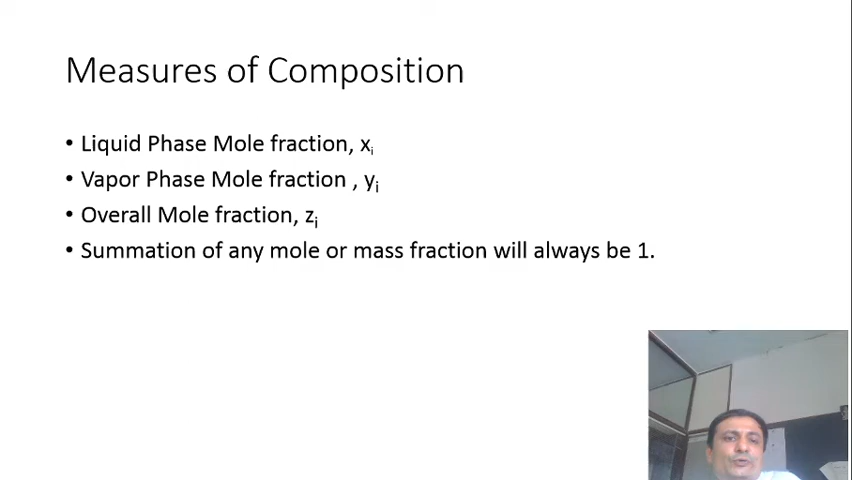 Measures of Composition
• Liquid Phase Mole fraction, xᵢ
• Vapor Phase Mole fraction , yᵢ
• Overall Mole fraction, zᵢ
• Summation of any mole or mass fraction will always be 1.